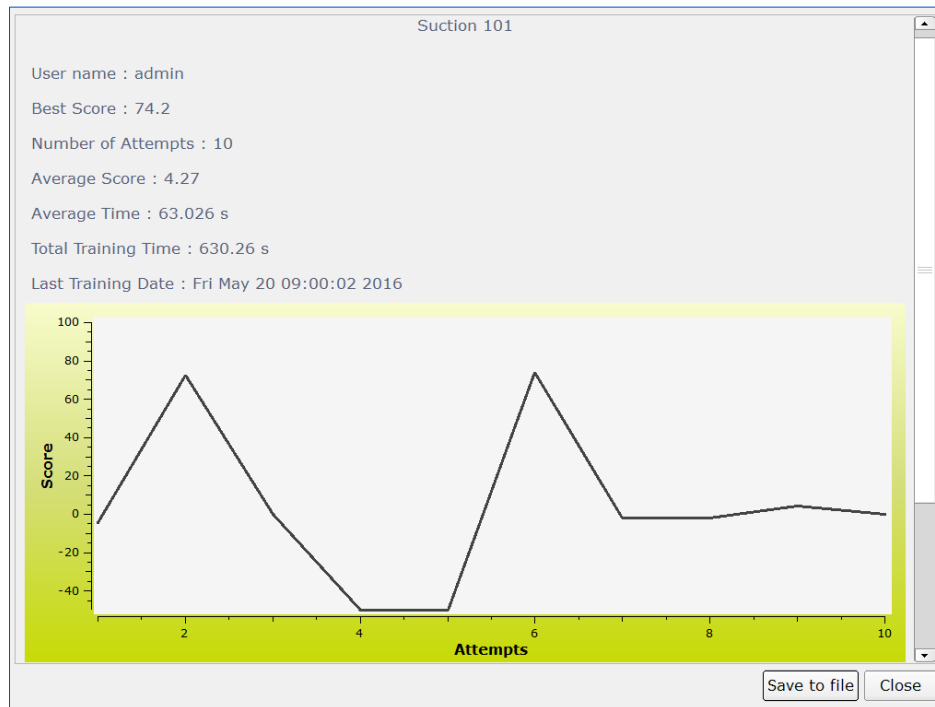 Suction 101
User name : admin
Best Score : 74.2
Number of Attempts : 10
Average Score : 4.27
Average Time : 63.026 s
Total Training Time : 630.26 s
Last Training Date : Fri May 20 09:00:02 2016
100
80
60
40
20
0
-20
-40
Score
2 4 6 8 10
Attempts
Save to file Close